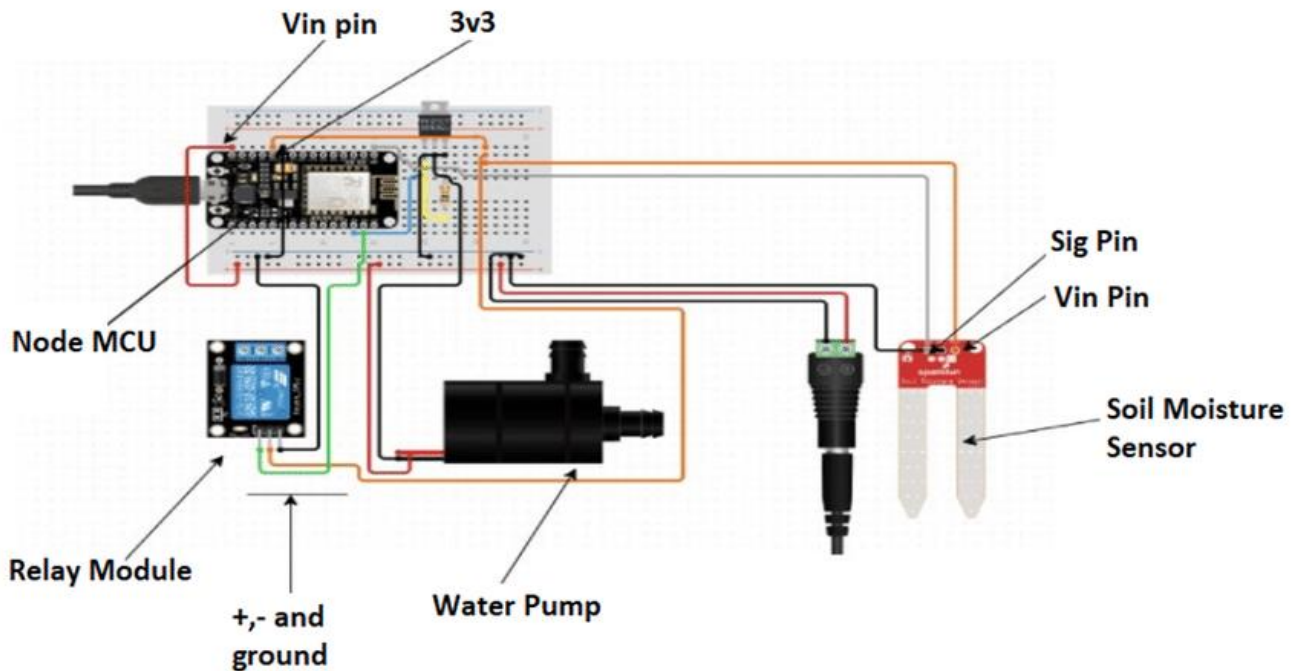 Vin pin
3v3
Sig Pin
Vin Pin
Node MCU
Soil Moisture
Sensor
Relay Module
Water Pump
+,- and
ground